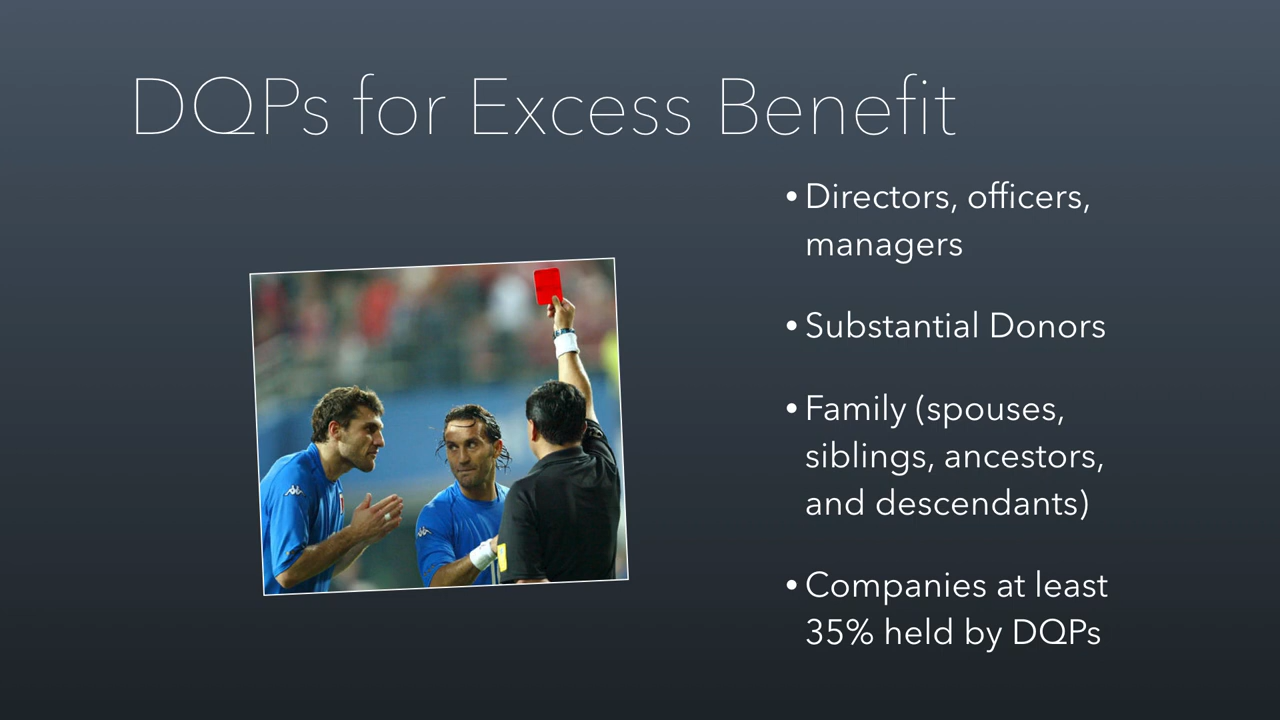 DQPs for Excess Benefit
• Directors, officers,
managers
• Substantial Donors
• Family (spouses,
siblings, ancestors,
and descendants)
• Companies at least
35% held by DQPs